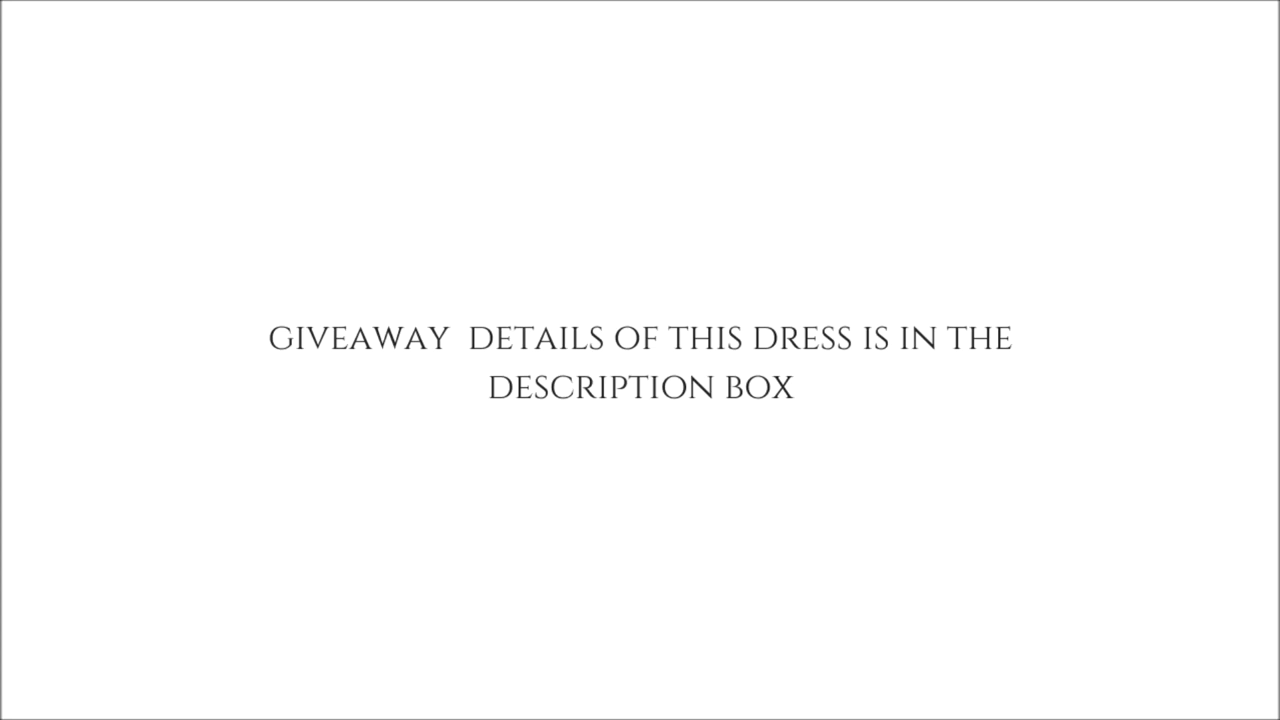 GIVEAWAY  DETAILS OF THIS DRESS IS IN THE
DESCRIPTION BOX